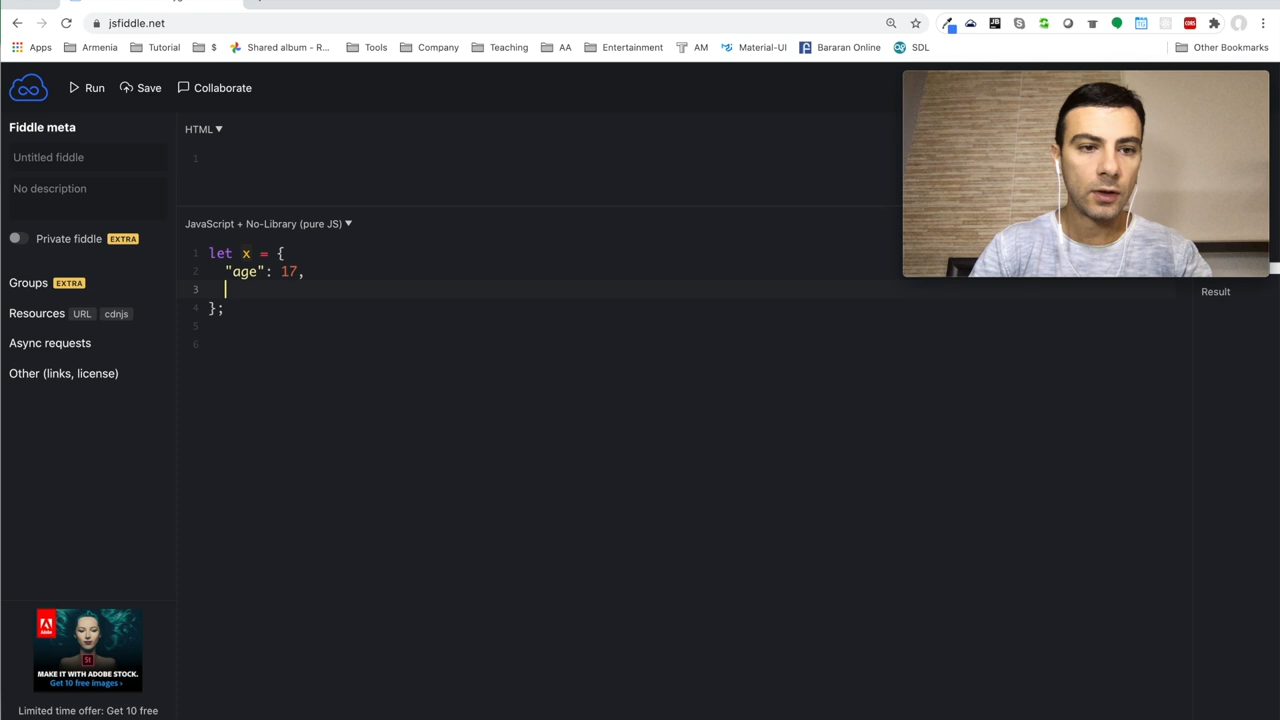 jsfiddle.net
Apps Armenia Tutorial $ Shared album - R... Tools Company Teaching AA Entertainment AM Material-UI Bararan Online SDL Other Bookmarks
Run Save Collaborate
Fiddle meta
Untitled fiddle
No description
Private fiddle EXTRA
Groups EXTRA
Resources URL cdnjs
Async requests
Other (links, license)
HTML ▼
1
JavaScript + No-Library (pure JS) ▼
1 let x = {
2 "age": 17,
3
4 };
5
6
Result
MAKE IT WITH ADOBE STOCK.
Get 10 free images ›
Limited time offer: Get 10 free